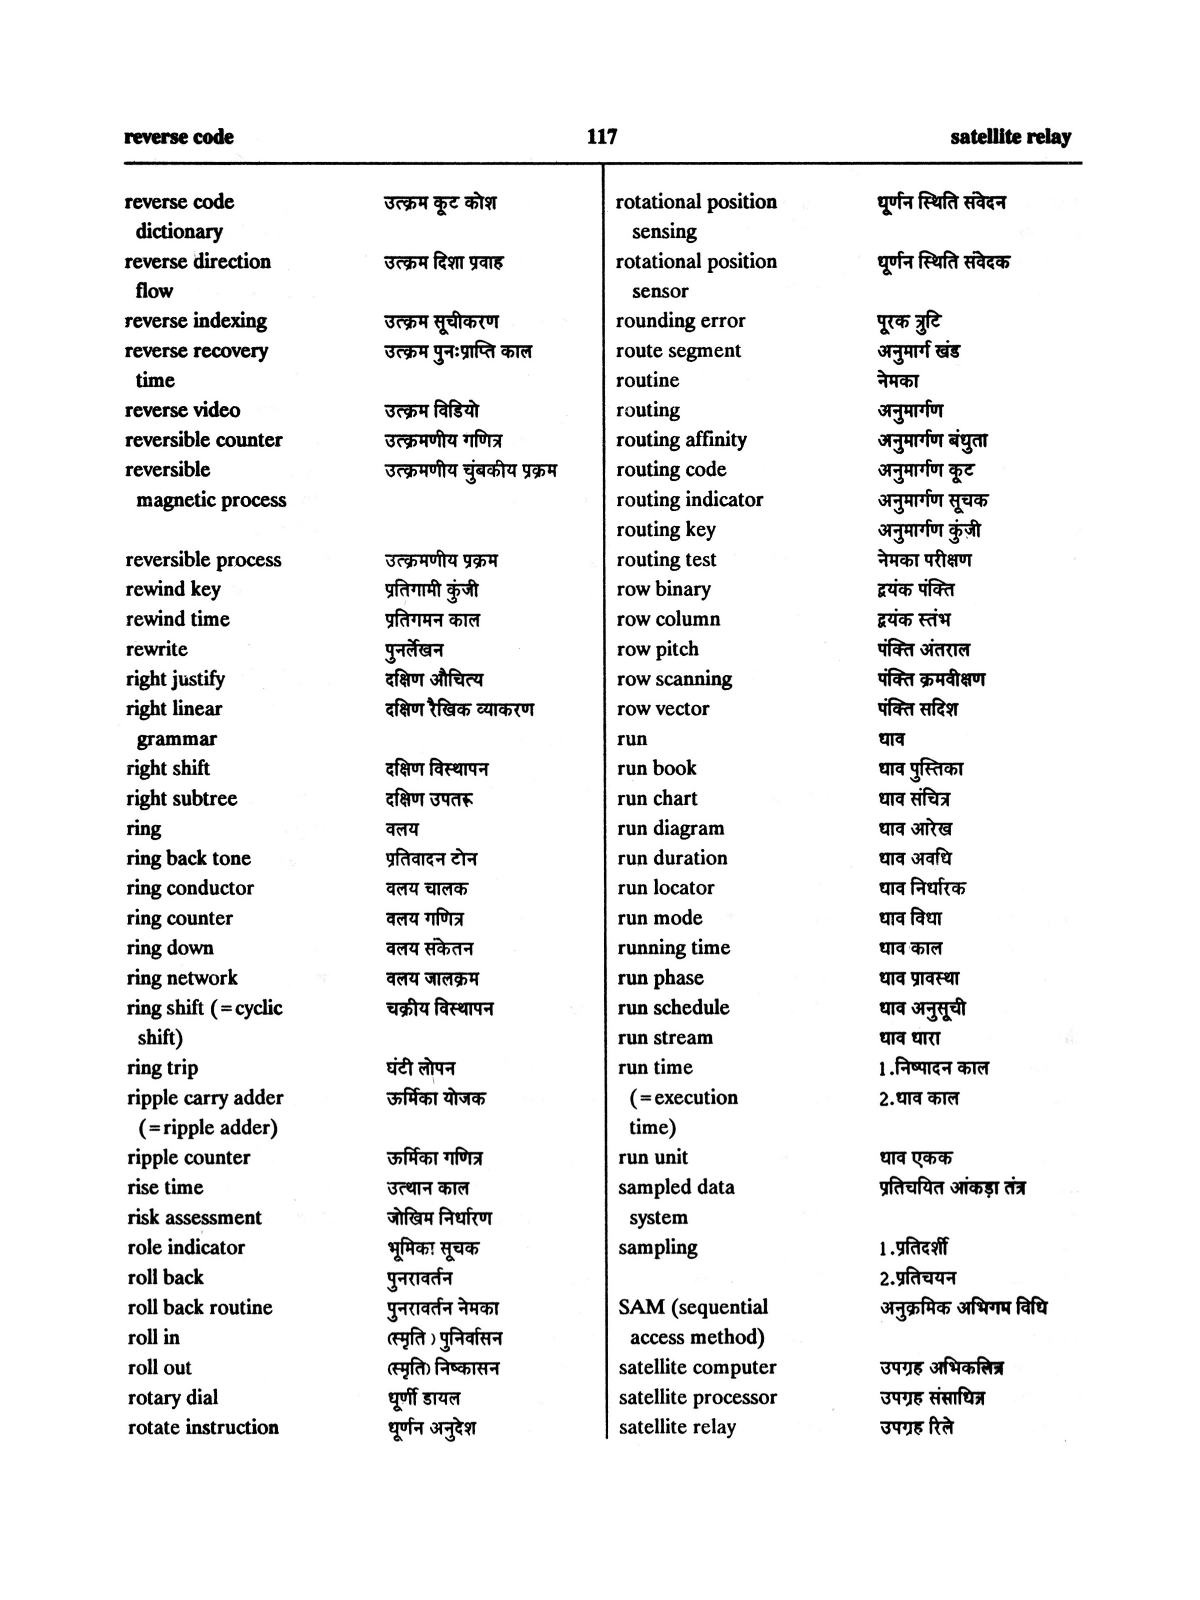 reverse code 117 satellite relay
reverse code उत्क्रम कूट कोश
dictionary
reverse direction उत्क्रम दिशा प्रवाह
flow
reverse indexing उत्क्रम सूचीकरण
reverse recovery उत्क्रम पुनःप्राप्ति काल
time
reverse video उत्क्रम विडियो
reversible counter उत्क्रमणीय गणित्र
reversible उत्क्रमणीय चुंबकीय प्रक्रम
magnetic process
reversible process उत्क्रमणीय प्रक्रम
rewind key प्रतिगामी कुंजी
rewind time प्रतिगमन काल
rewrite पुनर्लेखन
right justify दक्षिण औचित्य
right linear दक्षिण रैखिक व्याकरण
grammar
right shift दक्षिण विस्थापन
right subtree दक्षिण उपतरू
ring वलय
ring back tone प्रतिवादन टोन
ring conductor वलय चालक
ring counter वलय गणित्र
ring down वलय संकेतन
ring network वलय जालक्रम
ring shift (=cyclic चक्रीय विस्थापन
shift)
ring trip घंटी लोपन
ripple carry adder ऊर्मिका योजक
(=ripple adder)
ripple counter ऊर्मिका गणित्र
rise time उत्थान काल
risk assessment जोखिम निर्धारण
role indicator भूमिका सूचक
roll back पुनरावर्तन
roll back routine पुनरावर्तन नेमका
roll in (स्मृति ) पुनिर्वासन
roll out (स्मृति) निष्कासन
rotary dial घूर्णी डायल
rotate instruction घूर्णन अनुदेश
rotational position घूर्णन स्थिति संवेदन
sensing
rotational position घूर्णन स्थिति संवेदक
sensor
rounding error पूरक त्रुटि
route segment अनुमार्ग खंड
routine नेमका
routing अनुमार्गण
routing affinity अनुमार्गण बंधुता
routing code अनुमार्गण कूट
routing indicator अनुमार्गण सूचक
routing key अनुमार्गण कुंजी
routing test नेमका परीक्षण
row binary द्वयंक पंक्ति
row column द्वयंक स्तंभ
row pitch पंक्ति अंतराल
row scanning पंक्ति क्रमवीक्षण
row vector पंक्ति सदिश
run धाव
run book धाव पुस्तिका
run chart धाव संचित्र
run diagram धाव आरेख
run duration धाव अवधि
run locator धाव निर्धारक
run mode धाव विधा
running time धाव काल
run phase धाव प्रावस्था
run schedule धाव अनुसूची
run stream धाव धारा
run time 1.निष्पादन काल
(=execution 2.धाव काल
time)
run unit धाव एकक
sampled data प्रतिचयित आंकड़ा तंत्र
system
sampling 1.प्रतिदर्शी
2.प्रतिचयन
SAM (sequential अनुक्रमिक अभिगम विधि
access method)
satellite computer उपग्रह अभिकलित्र
satellite processor उपग्रह संसाधित्र
satellite relay उपग्रह रिले